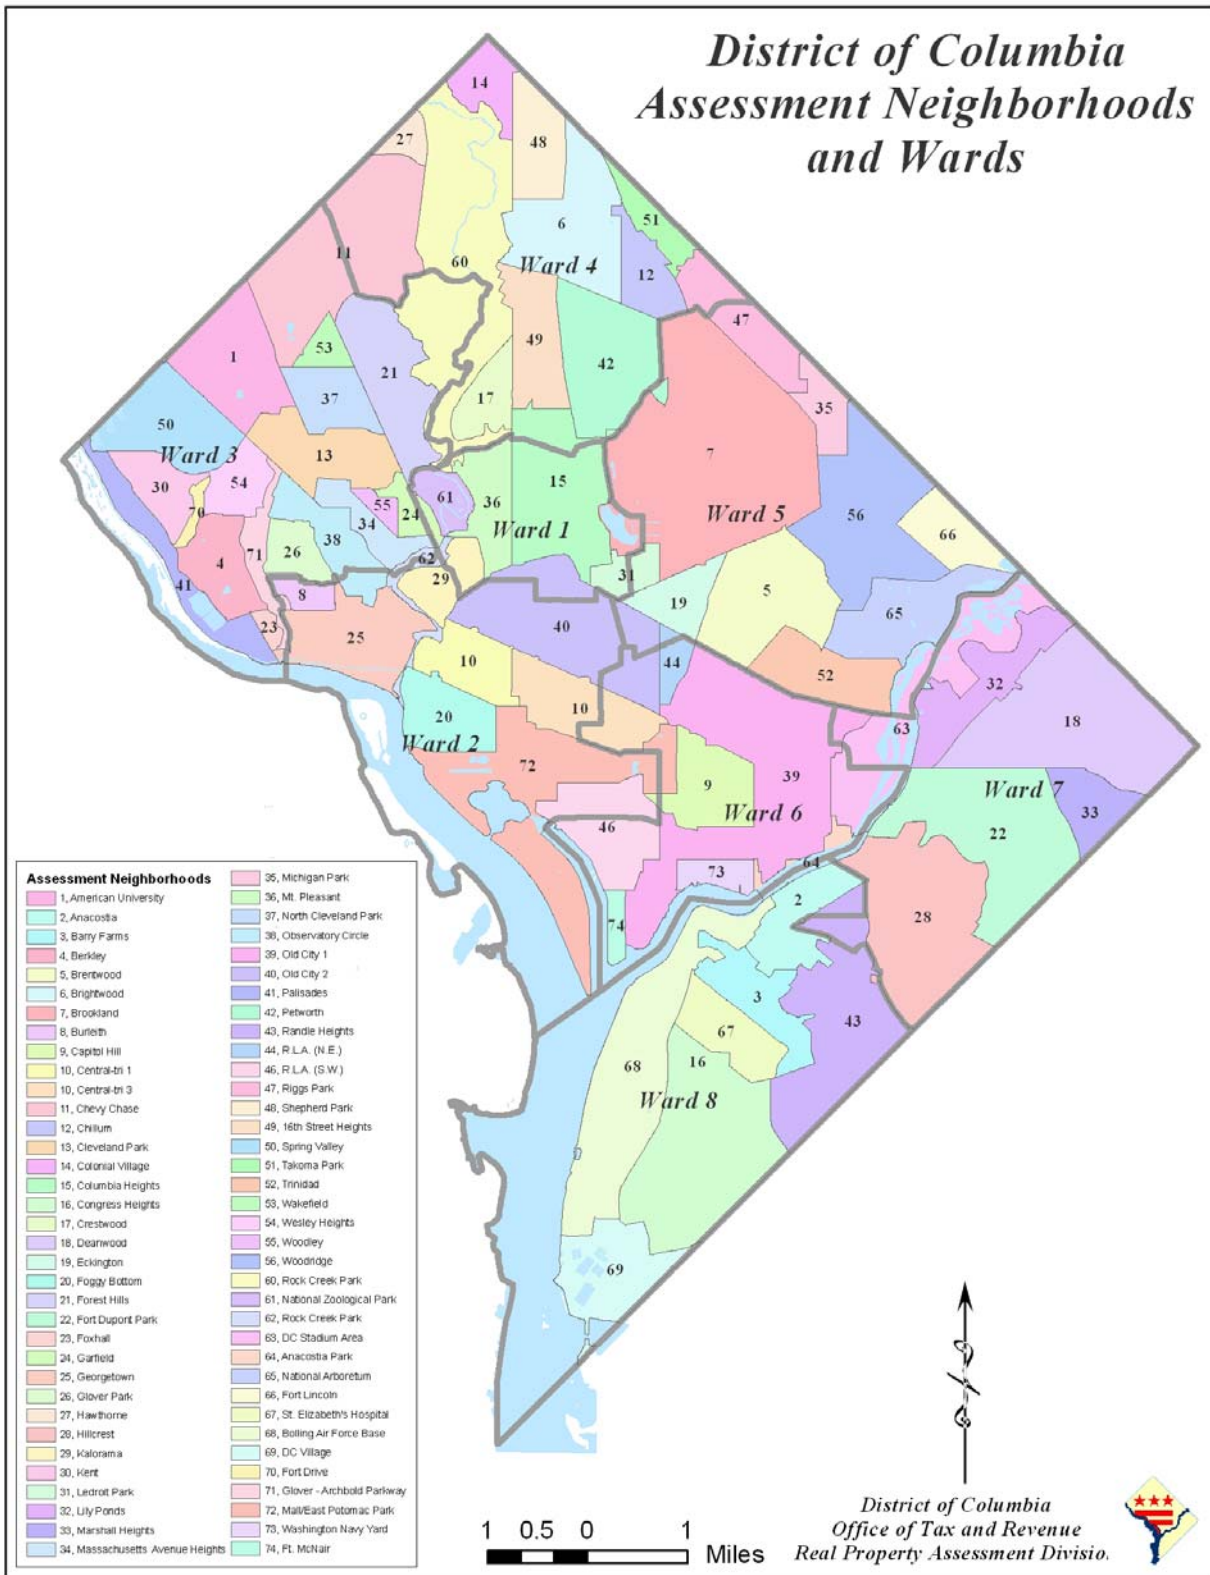 District of Columbia
Assessment Neighborhoods
and Wards
14
27
48
51
6
11
60
Ward 4
12
47
1
53
49
42
21
37
17
35
50
Ward 3
13
7
30
54
55
61
36
15
56
70
34
24
Ward 1
Ward 5
66
38
26
71
62
4
41
8
29
31
19
5
65
23
25
40
10
44
52
32
20
10
63
18
Ward 2
72
39
9
Ward 7
Ward 6
46
33
22
73
64
2
28
74
3
43
67
68
16
Ward 8
69
Assessment Neighborhoods
1, American University
2, Anacostia
3, Barry Farms
4, Berkley
5, Brentwood
6, Brightwood
7, Brookland
8, Burleith
9, Capitol Hill
10, Central-tri 1
10, Central-tri 3
11, Chevy Chase
12, Chillum
13, Cleveland Park
14, Colonial Village
15, Columbia Heights
16, Congress Heights
17, Crestwood
18, Deanwood
19, Eckington
20, Foggy Bottom
21, Forest Hills
22, Fort Dupont Park
23, Foxhall
24, Garfield
25, Georgetown
26, Glover Park
27, Hawthorne
28, Hillcrest
29, Kalorama
30, Kent
31, Ledroit Park
32, Lily Ponds
33, Marshall Heights
34, Massachusetts Avenue Heights
35, Michigan Park
36, Mt. Pleasant
37, North Cleveland Park
38, Observatory Circle
39, Old City 1
40, Old City 2
41, Palisades
42, Petworth
43, Randle Heights
44, R.L.A. (N.E.)
46, R.L.A. (S.W.)
47, Riggs Park
48, Shepherd Park
49, 16th Street Heights
50, Spring Valley
51, Takoma Park
52, Trinidad
53, Wakefield
54, Wesley Heights
55, Woodley
56, Woodridge
60, Rock Creek Park
61, National Zoological Park
62, Rock Creek Park
63, DC Stadium Area
64, Anacostia Park
65, National Arboretum
66, Fort Lincoln
67, St. Elizabeth's Hospital
68, Bolling Air Force Base
69, DC Village
70, Fort Drive
71, Glover - Archbold Parkway
72, Mall/East Potomac Park
73, Washington Navy Yard
74, Ft. McNair
1 0.5 0 1
Miles
District of Columbia
Office of Tax and Revenue
Real Property Assessment Divisio.